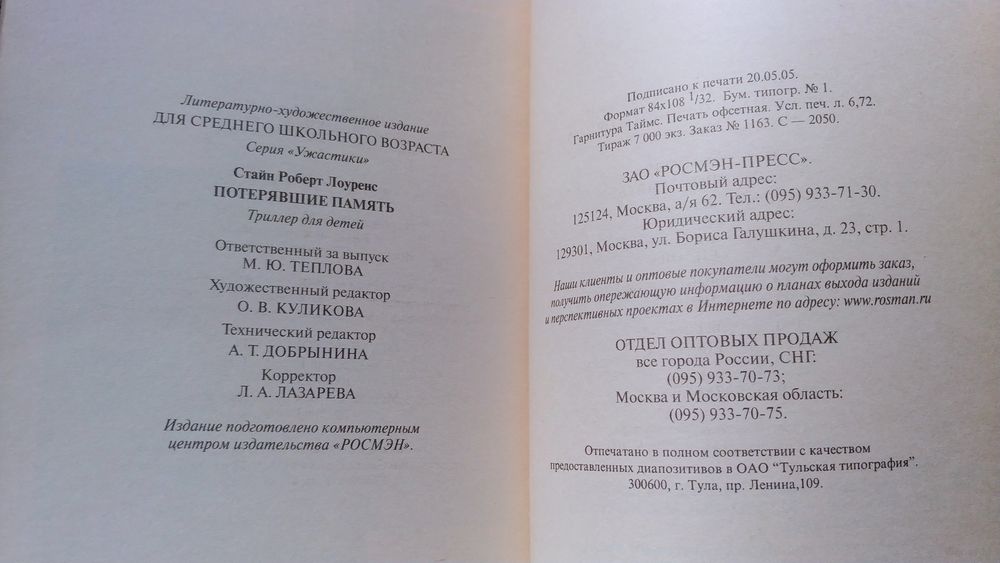 Литературно-художественное издание
ДЛЯ СРЕДНЕГО ШКОЛЬНОГО ВОЗРАСТА
Серия «Ужастики»
Стайн Роберт Лоуренс
ПОТЕРЯВШИЕ ПАМЯТЬ
Триллер для детей
Ответственный за выпуск
М. Ю. ТЕПЛОВА
Художественный редактор
О. В. КУЛИКОВА
Технический редактор
А. Т. ДОБРЫНИНА
Корректор
Л. А. ЛАЗАРЕВА
Издание подготовлено компьютерным
центром издательства «РОСМЭН».
Подписано к печати 20.05.05.
Формат 84х108 1/32. Бум. типогр. № 1.
Гарнитура Таймс. Печать офсетная. Усл. печ. л. 6,72.
Тираж 7 000 экз. Заказ № 1163. С — 2050.
ЗАО «РОСМЭН-ПРЕСС».
Почтовый адрес:
125124, Москва, а/я 62. Тел.: (095) 933-71-30.
Юридический адрес:
129301, Москва, ул. Бориса Галушкина, д. 23, стр. 1.
Наши клиенты и оптовые покупатели могут оформить заказ,
получить опережающую информацию о планах выхода изданий
и перспективных проектах в Интернете по адресу: www.rosman.ru
ОТДЕЛ ОПТОВЫХ ПРОДАЖ
все города России, СНГ:
(095) 933-70-73;
Москва и Московская область:
(095) 933-70-75.
Отпечатано в полном соответствии с качеством
предоставленных диапозитивов в ОАО “Тульская типография”.
300600, г. Тула, пр. Ленина,109.